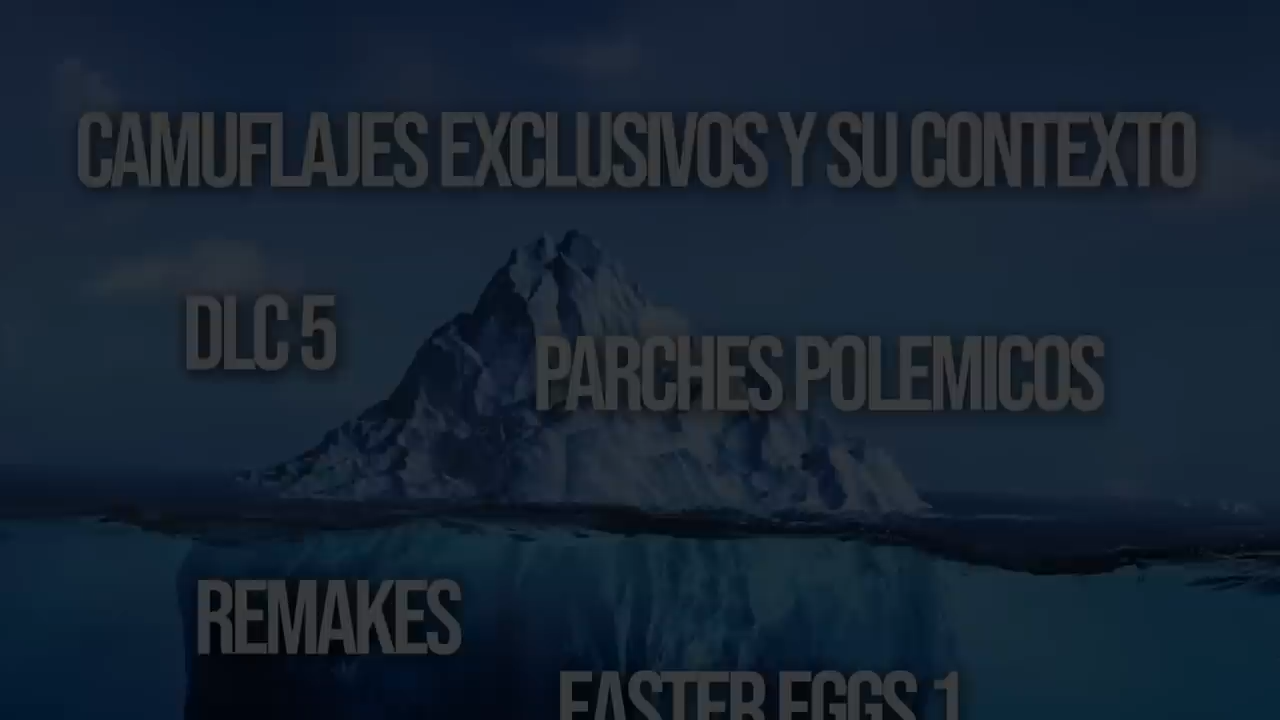 CAMUFLAJES EXCLUSIVOS Y SU CONTEXTO
DLC 5
PARCHES POLEMICOS
REMAKES
EASTER EGGS 1